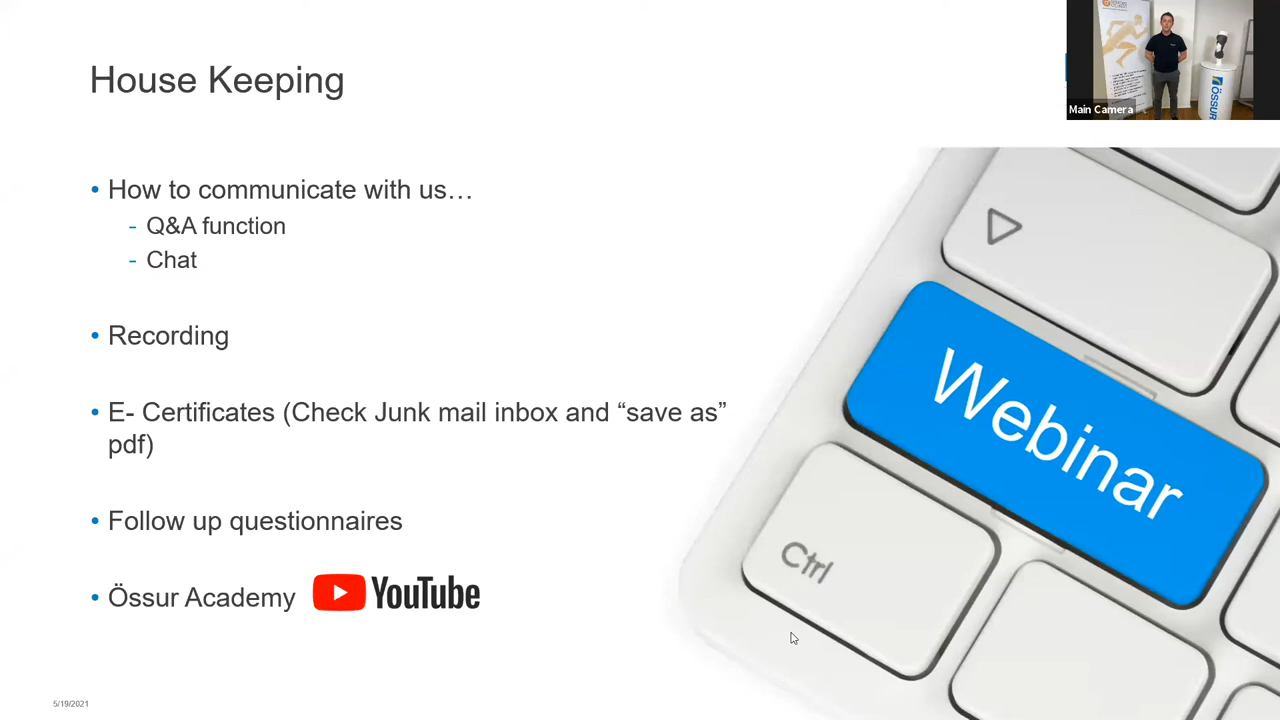 House Keeping
Main Camera
ÖSSUR
• How to communicate with us…
- Q&A function
- Chat
• Recording
• E- Certificates (Check Junk mail inbox and “save as”
pdf)
• Follow up questionnaires
• Össur Academy YouTube
Webinar
Ctrl
5/19/2021